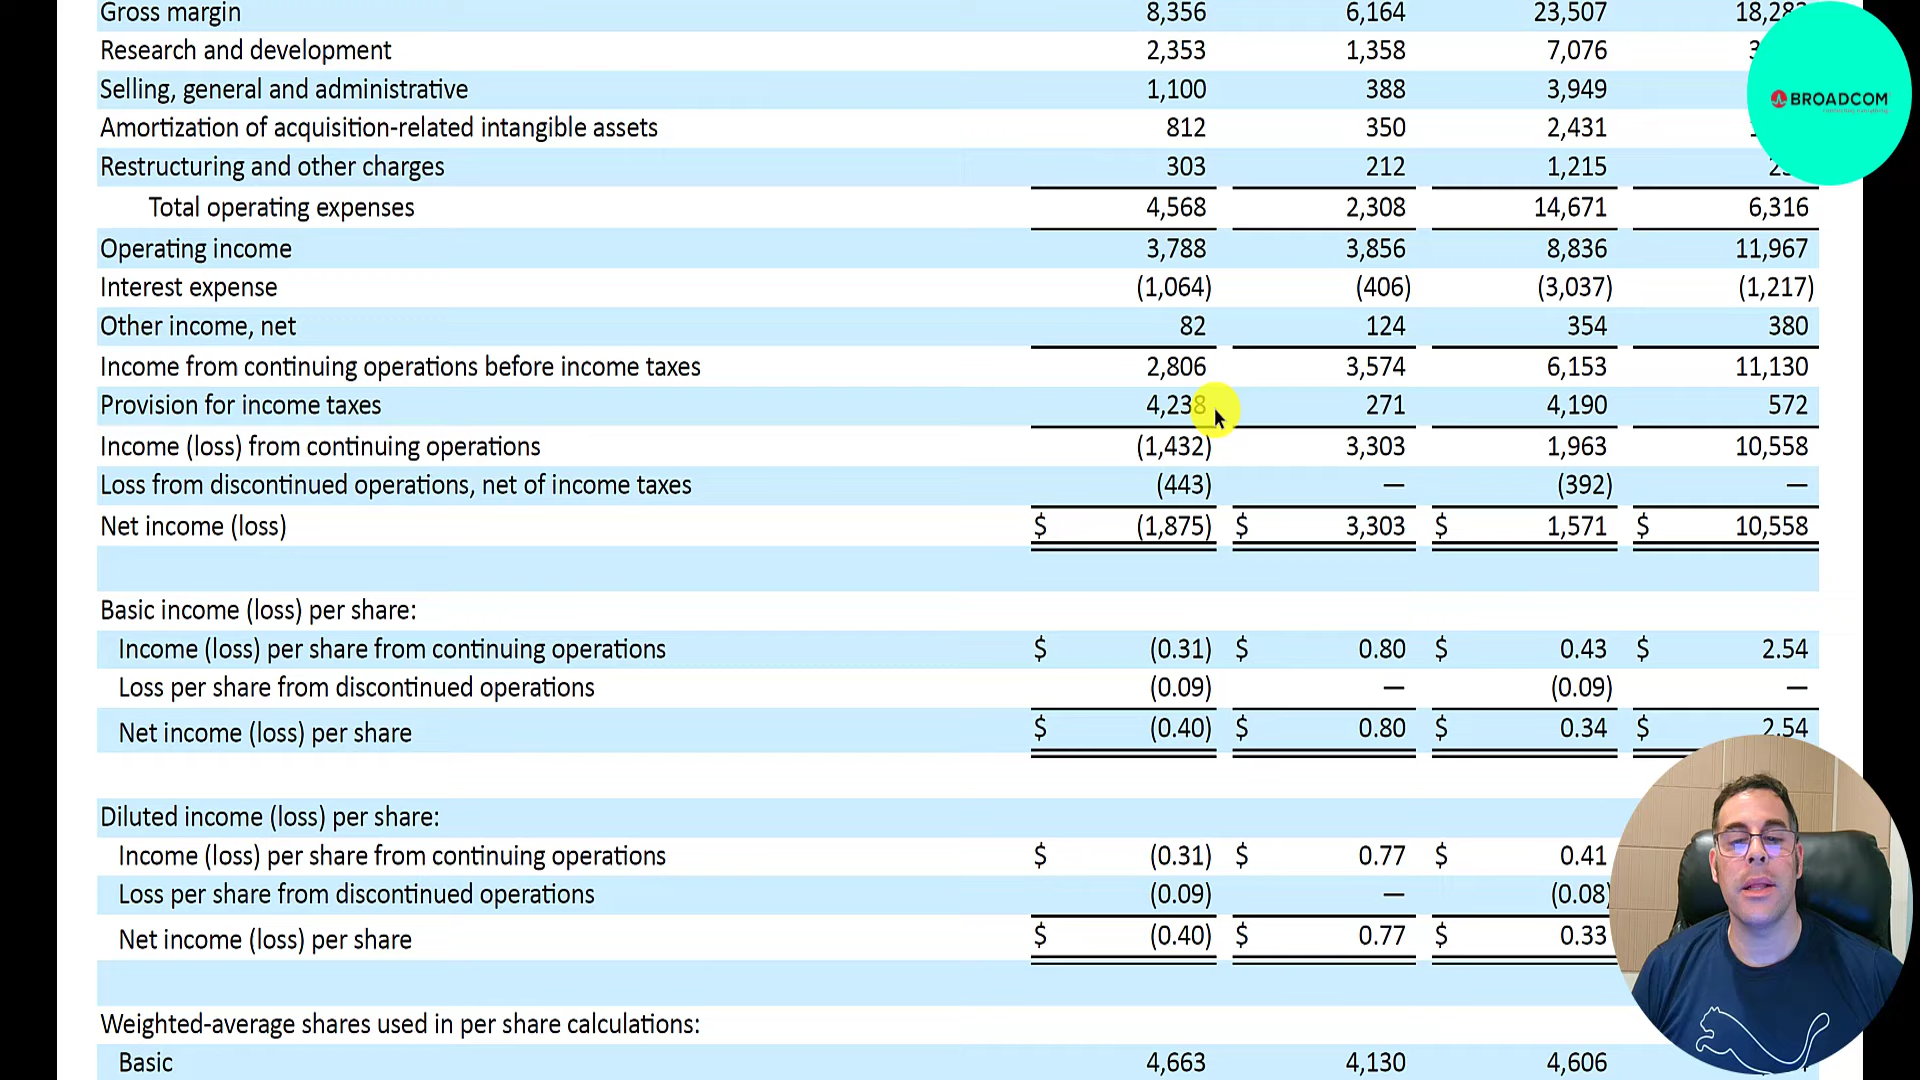 Gross margin 8,356 6,164 23,507
Research and development 2,353 1,358 7,076
Selling, general and administrative 1,100 388 3,949
BROADCOM
Amortization of acquisition-related intangible assets 812 350 2,431
Restructuring and other charges 303 212 1,215
Total operating expenses 4,568 2,308 14,671 6,316
Operating income 3,788 3,856 8,836 11,967
Interest expense (1,064) (406) (3,037) (1,217)
Other income, net 82 124 354 380
Income from continuing operations before income taxes 2,806 3,574 6,153 11,130
Provision for income taxes 4,238 271 4,190 572
Income (loss) from continuing operations (1,432) 3,303 1,963 10,558
Loss from discontinued operations, net of income taxes (443) — (392) —
Net income (loss) $ (1,875) $ 3,303 $ 1,571 $ 10,558
Basic income (loss) per share:
Income (loss) per share from continuing operations $ (0.31) $ 0.80 $ 0.43 $ 2.54
Loss per share from discontinued operations (0.09) — (0.09) —
Net income (loss) per share $ (0.40) $ 0.80 $ 0.34 $ 2.54
Diluted income (loss) per share:
Income (loss) per share from continuing operations $ (0.31) $ 0.77 $ 0.41
Loss per share from discontinued operations (0.09) — (0.08)
Net income (loss) per share $ (0.40) $ 0.77 $ 0.33
Weighted-average shares used in per share calculations:
Basic 4,663 4,130 4,606